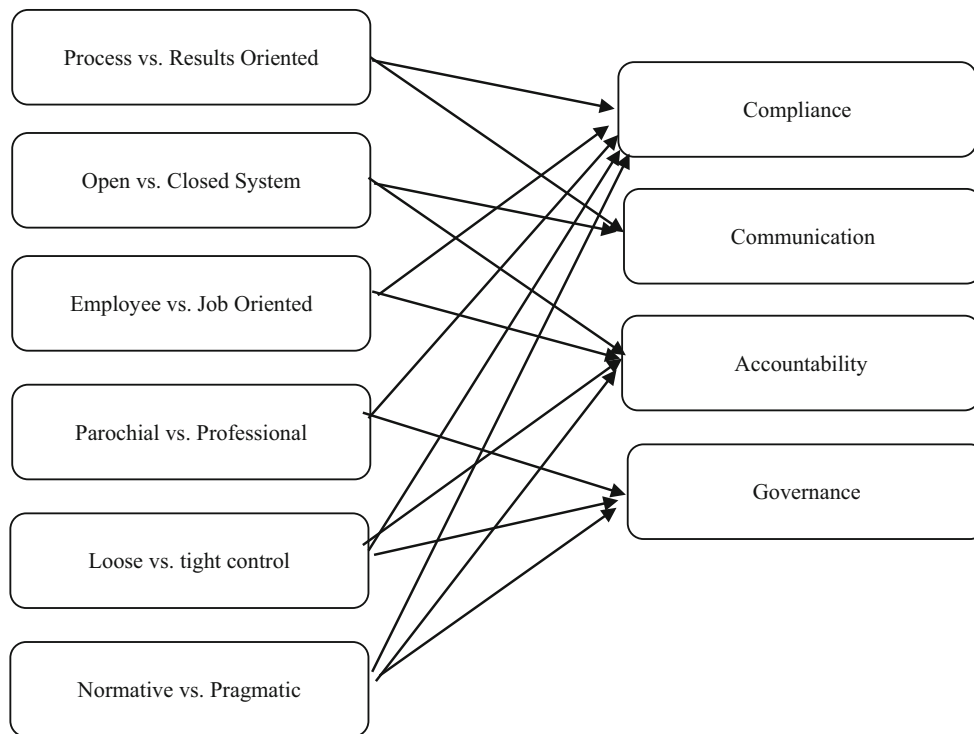 Process vs. Results Oriented
Open vs. Closed System
Employee vs. Job Oriented
Parochial vs. Professional
Loose vs. tight control
Normative vs. Pragmatic
Compliance
Communication
Accountability
Governance